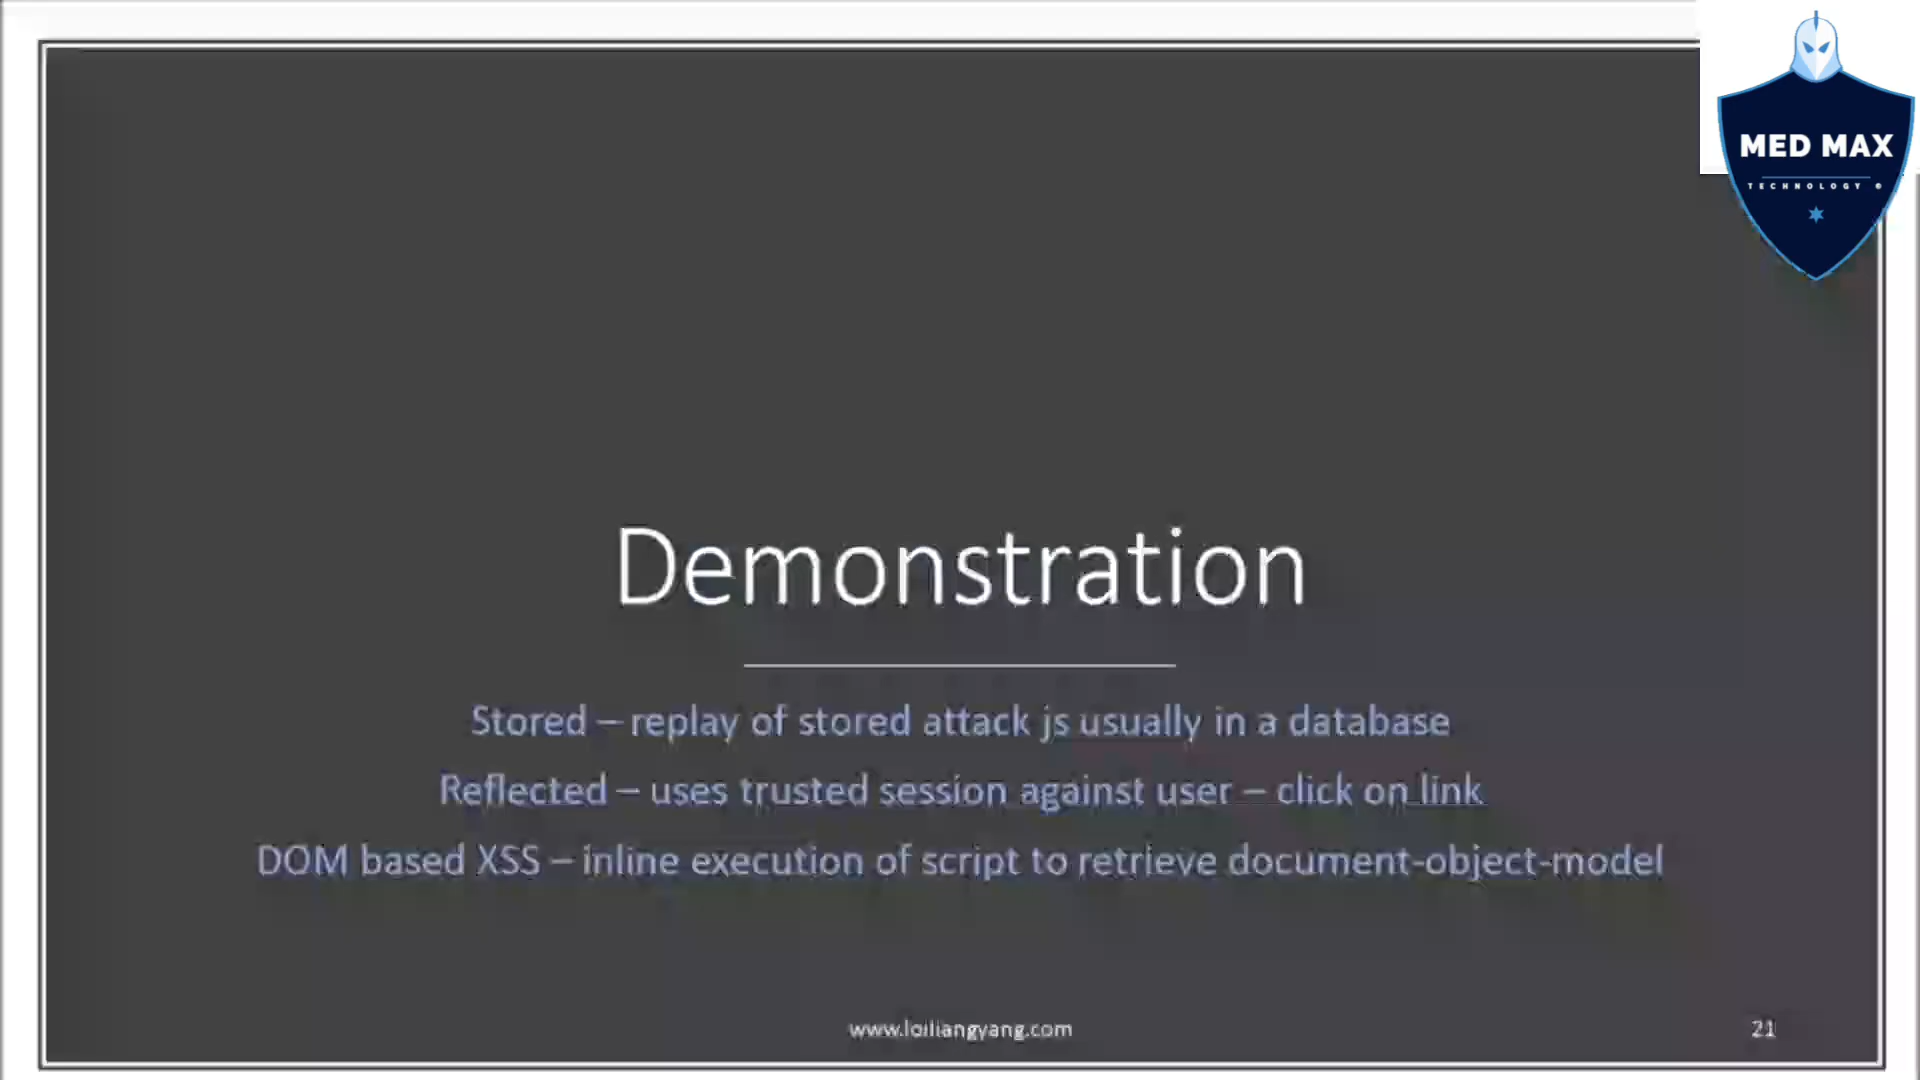 MED MAX
TECHNOLOGY ®
Demonstration
Stored – replay of stored attack js usually in a database
Reflected – uses trusted session against user – click on link
DOM based XSS – inline execution of script to retrieve document-object-model
www.loiliangyang.com
21